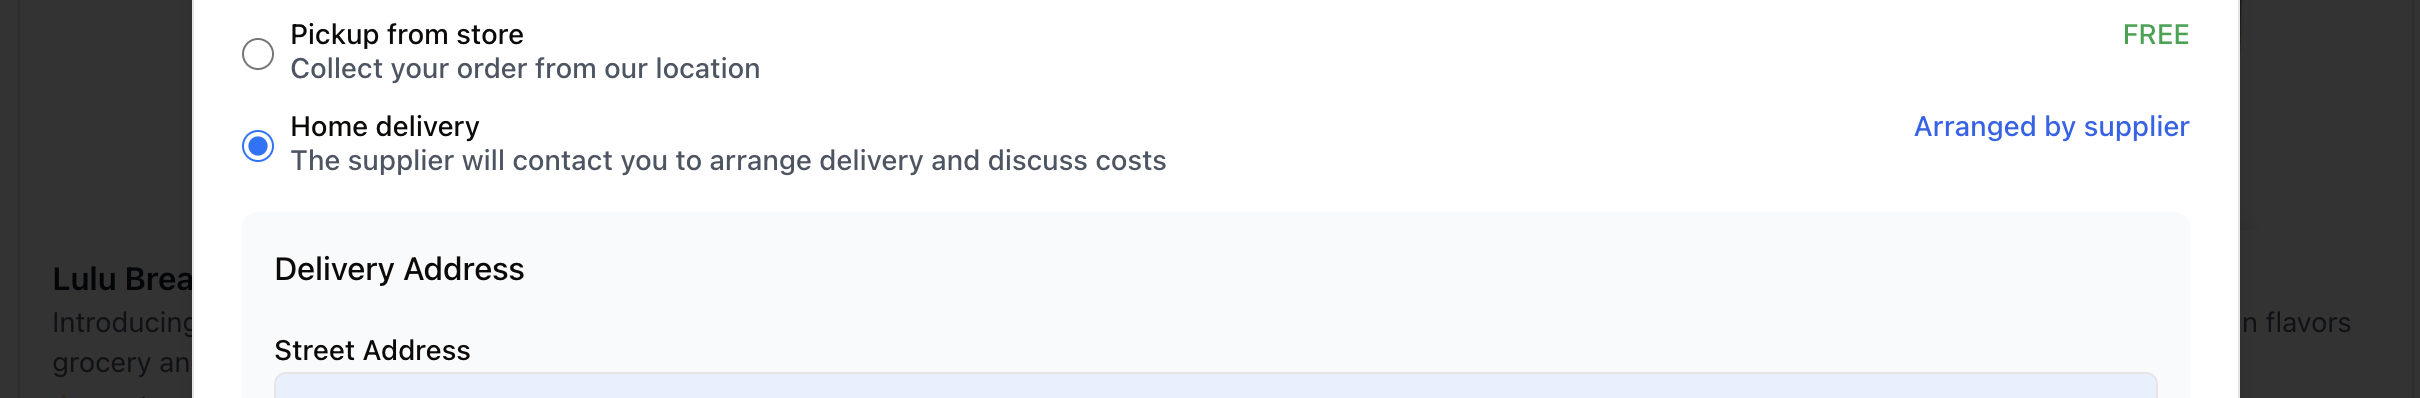 Pickup from store
FREE
Collect your order from our location
Home delivery
Arranged by supplier
The supplier will contact you to arrange delivery and discuss costs
Delivery Address
Lulu Brea
Introducing
n flavors
Street Address
grocery an